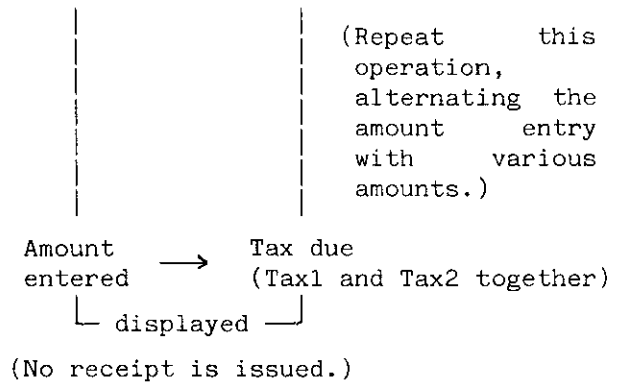 (Repeat this
operation,
alternating the
amount entry
with various
amounts.)
Amount → Tax due
entered (Tax1 and Tax2 together)
displayed
(No receipt is issued.)